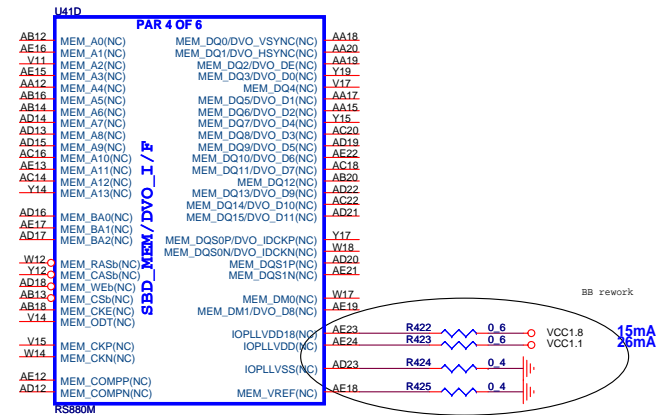 U41D
PAR 4 OF 6
AB12 MEM_A0(NC) MEM_DQ0/DVO_VSYNC(NC) AA18
AE16 MEM_A1(NC) MEM_DQ1/DVO_HSYNC(NC) AA20
V11 MEM_A2(NC) MEM_DQ2/DVO_DE(NC) AA19
AE15 MEM_A3(NC) MEM_DQ3/DVO_D0(NC) Y19
AA12 MEM_A4(NC) MEM_DQ4(NC) V17
AB16 MEM_A5(NC) MEM_DQ5/DVO_D1(NC) AA17
AB14 MEM_A6(NC) MEM_DQ6/DVO_D2(NC) AA15
AD14 MEM_A7(NC) MEM_DQ7/DVO_D4(NC) Y15
AD13 MEM_A8(NC) MEM_DQ8/DVO_D3(NC) AC20
AD15 MEM_A9(NC) MEM_DQ9/DVO_D5(NC) AD19
AC16 MEM_A10(NC) MEM_DQ10/DVO_D6(NC) AE22
AE13 MEM_A11(NC) MEM_DQ11/DVO_D7(NC) AC18
AC14 MEM_A12(NC) MEM_DQ12(NC) AB20
Y14 MEM_A13(NC) MEM_DQ13/DVO_D9(NC) AD22
MEM_DQ14/DVO_D10(NC) AC22
AD16 MEM_BA0(NC) MEM_DQ15/DVO_D11(NC) AD21
AE17 MEM_BA1(NC)
AD17 MEM_BA2(NC) MEM_DQS0P/DVO_IDCKP(NC) Y17
MEM_DQS0N/DVO_IDCKN(NC) W18
W12 MEM_RASb(NC) MEM_DQS1P(NC) AD20
Y12 MEM_CASb(NC) MEM_DQS1N(NC) AE21
AD18 MEM_WEb(NC)
AB13 MEM_CSb(NC) MEM_DM0(NC) W17
AB18 MEM_CKE(NC) MEM_DM1/DVO_D8(NC) AE19
V14 MEM_ODT(NC)
SBD_MEM/DVO_I/F
BB rework
IOPLLVDD18(NC) AE23 R422 0_6 VCC1.8 15mA
V15 MEM_CKP(NC) IOPLLVDD(NC) AE24 R423 0_6 VCC1.1 26mA
W14 MEM_CKN(NC)
IOPLLVSS(NC) AD23 R424 0_4
AE12 MEM_COMPP(NC)
AD12 MEM_COMPN(NC) MEM_VREF(NC) AE18 R425 0_4
RS880M